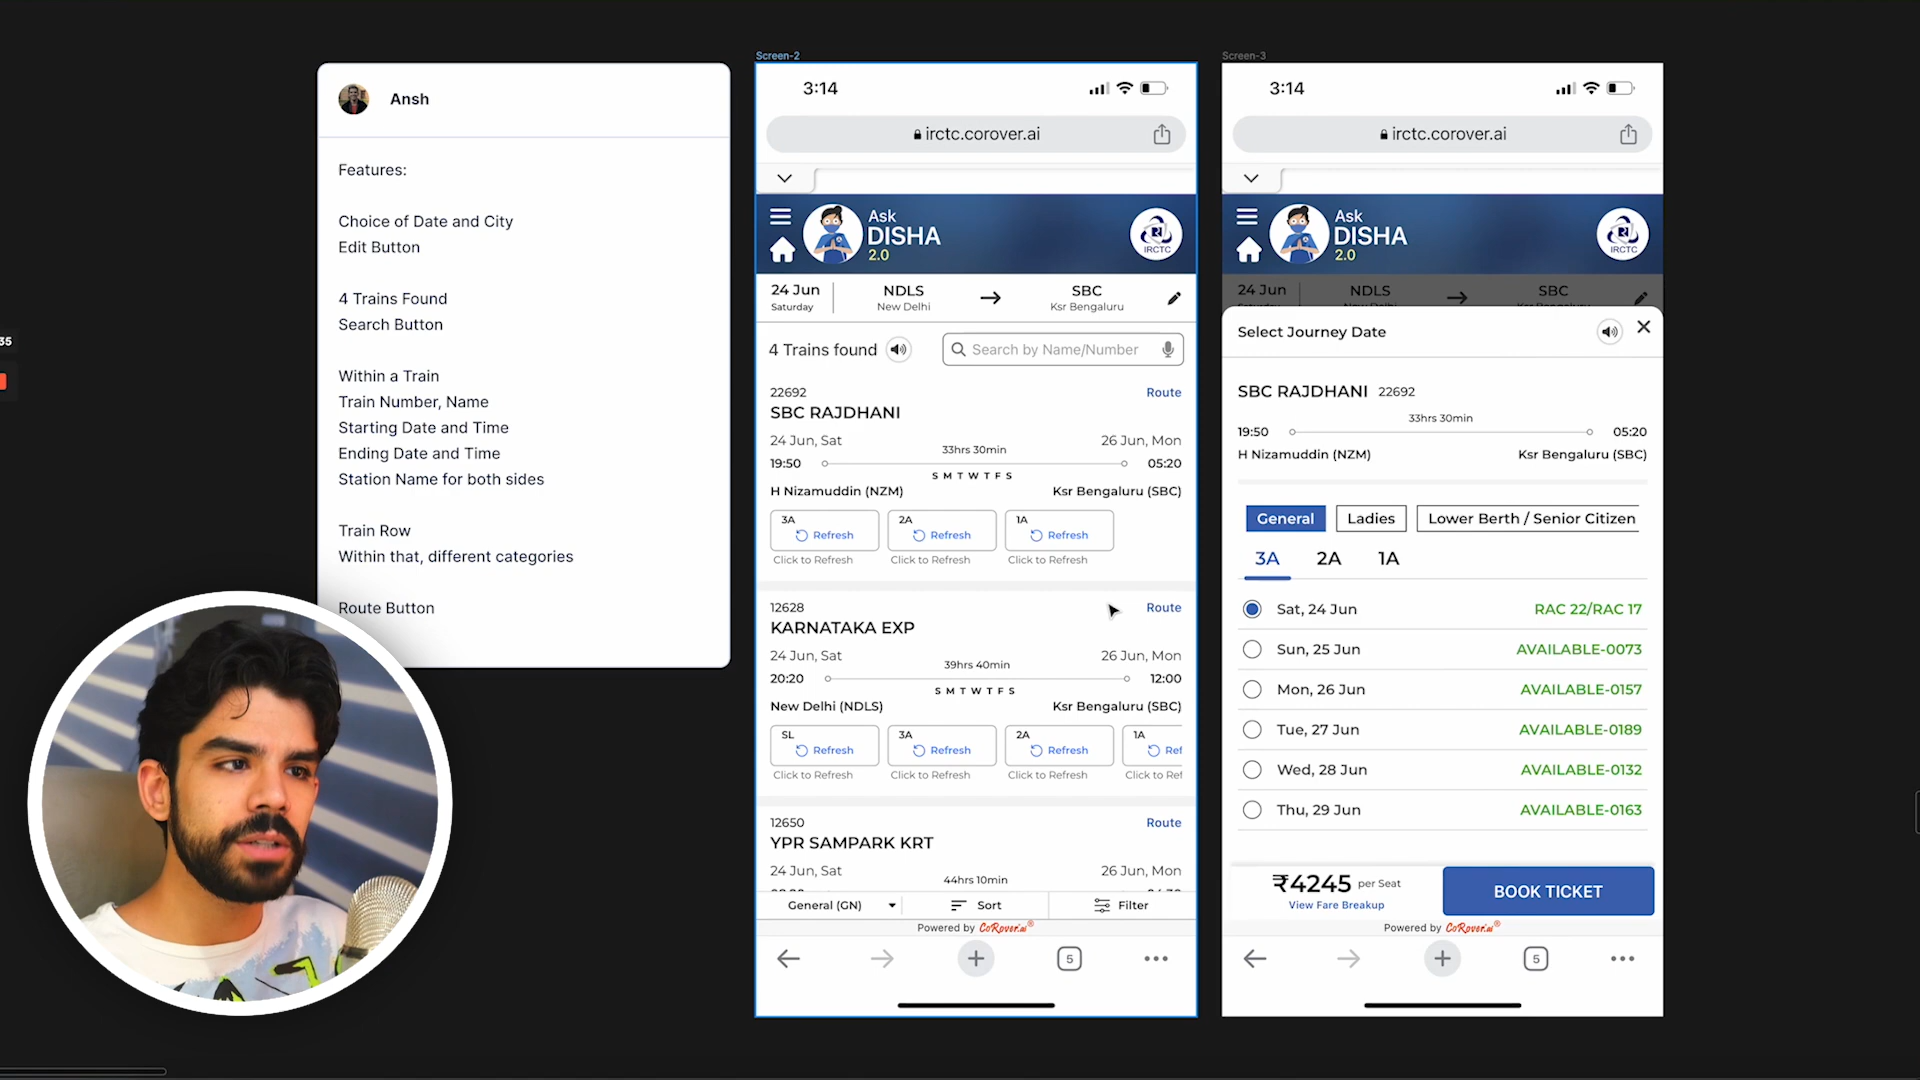 35
Ansh
Features:
Choice of Date and City
Edit Button
4 Trains Found
Search Button
Within a Train
Train Number, Name
Starting Date and Time
Ending Date and Time
Station Name for both sides
Train Row
Within that, different categories
Route Button
Screen-2
3:14
irctc.corover.ai
Ask
DISHA
2.0
IRCTC
24 Jun
Saturday
NDLS
New Delhi
SBC
Ksr Bengaluru
4 Trains found
Search by Name/Number
22692
Route
SBC RAJDHANI
24 Jun, Sat
33hrs 30min
26 Jun, Mon
19:50
05:20
S M T W T F S
H Nizamuddin (NZM)
Ksr Bengaluru (SBC)
3A
Refresh
Click to Refresh
2A
Refresh
Click to Refresh
1A
Refresh
Click to Refresh
12628
Route
KARNATAKA EXP
24 Jun, Sat
39hrs 40min
26 Jun, Mon
20:20
12:00
S M T W T F S
New Delhi (NDLS)
Ksr Bengaluru (SBC)
SL
Refresh
Click to Refresh
3A
Refresh
Click to Refresh
2A
Refresh
Click to Refresh
1A
Ref
Click to Ref
12650
Route
YPR SAMPARK KRT
24 Jun, Sat
44hrs 10min
26 Jun, Mon
General (GN)
Sort
Filter
Powered by CoRover.ai®
5
Screen-3
3:14
irctc.corover.ai
Ask
DISHA
2.0
IRCTC
24 Jun
NDLS
SBC
Select Journey Date
SBC RAJDHANI 22692
33hrs 30min
19:50
05:20
H Nizamuddin (NZM)
Ksr Bengaluru (SBC)
General
Ladies
Lower Berth / Senior Citizen
3A
2A
1A
Sat, 24 Jun
RAC 22/RAC 17
Sun, 25 Jun
AVAILABLE-0073
Mon, 26 Jun
AVAILABLE-0157
Tue, 27 Jun
AVAILABLE-0189
Wed, 28 Jun
AVAILABLE-0132
Thu, 29 Jun
AVAILABLE-0163
₹4245 per Seat
View Fare Breakup
BOOK TICKET
Powered by CoRover.ai®
5